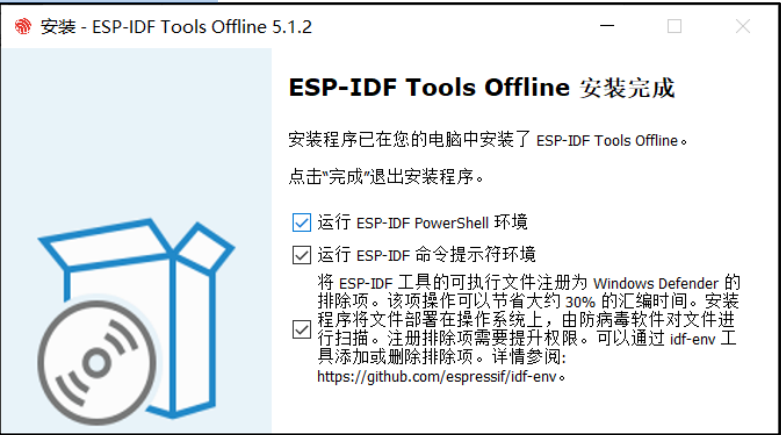 安装 - ESP-IDF Tools Offline 5.1.2
ESP-IDF Tools Offline 安装完成
安装程序已在您的电脑中安装了 ESP-IDF Tools Offline。
点击“完成”退出安装程序。
运行 ESP-IDF PowerShell 环境
运行 ESP-IDF 命令提示符环境
将 ESP-IDF 工具的可执行文件注册为 Windows Defender 的
排除项。该项操作可以节省大约 30% 的汇编时间。安装
程序将文件部署在操作系统上，由防病毒软件对文件进
行扫描。注册排除项需要提升权限。可以通过 idf-env 工
具添加或删除排除项。详情参阅:
https://github.com/espressif/idf-env。